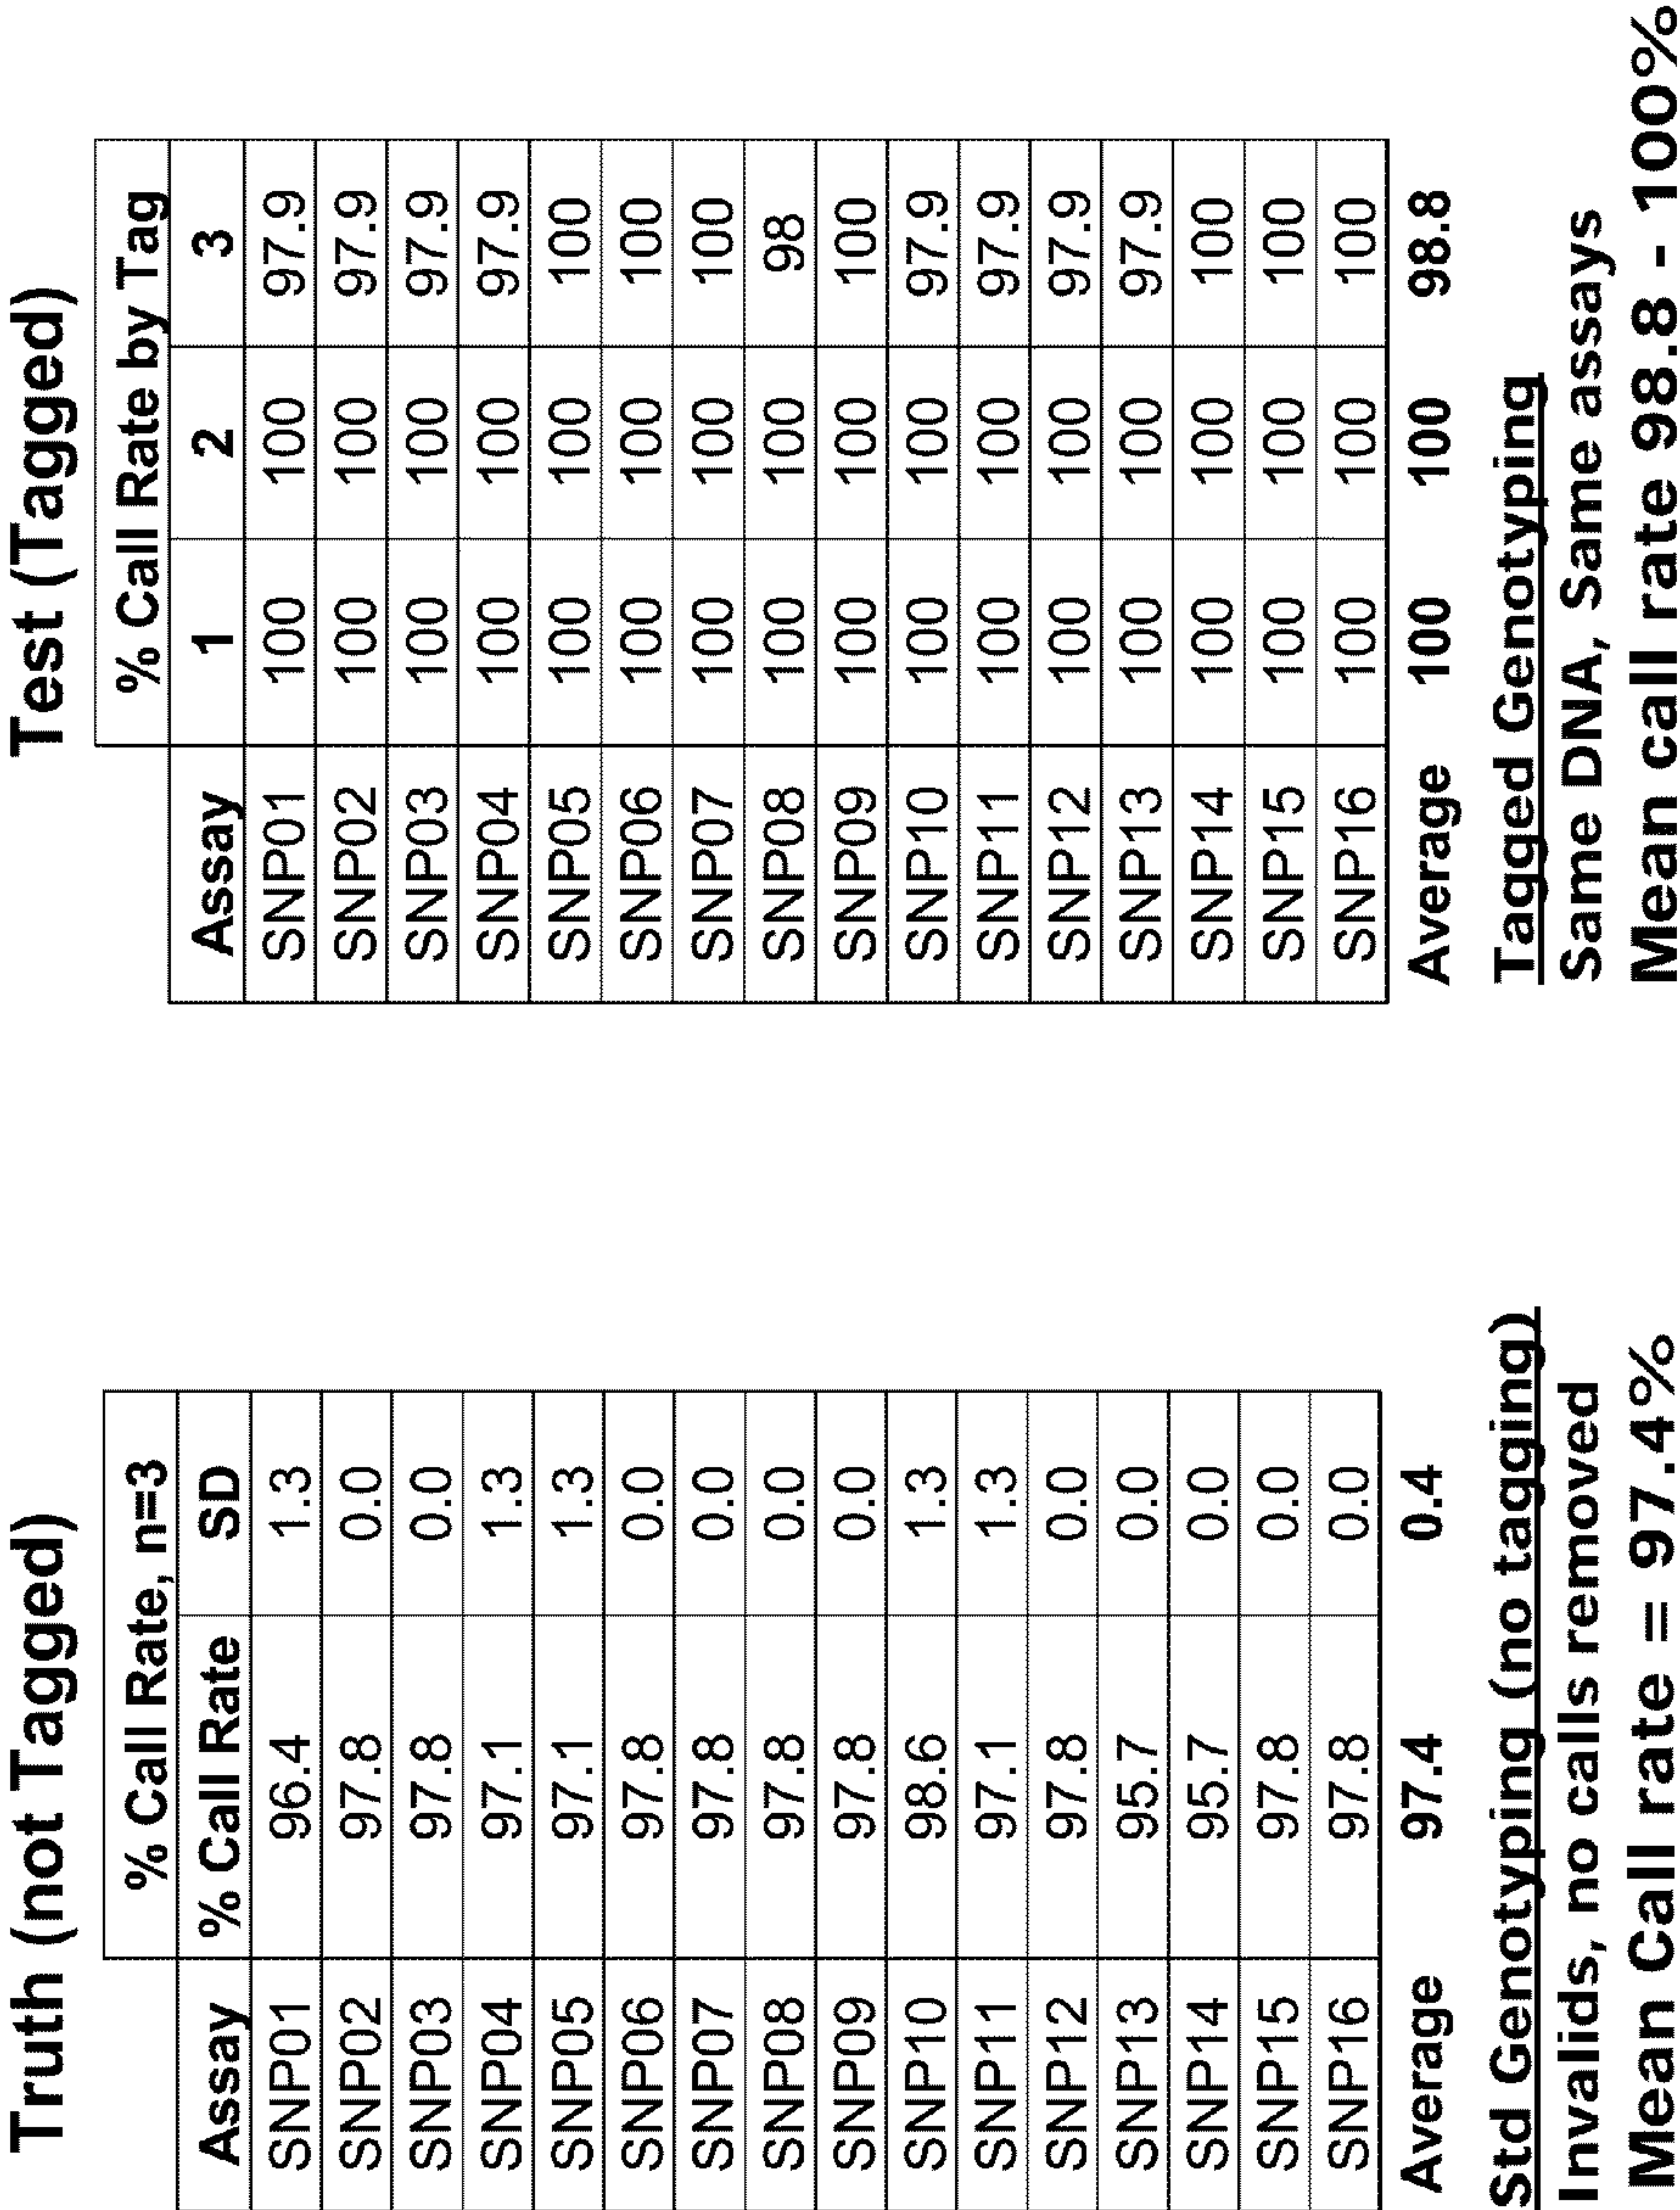 Truth (not Tagged)
% Call Rate, n=3
Assay % Call Rate SD
SNP01 96.4 1.3
SNP02 97.8 0.0
SNP03 97.8 0.0
SNP04 97.1 1.3
SNP05 97.1 1.3
SNP06 97.8 0.0
SNP07 97.8 0.0
SNP08 97.8 0.0
SNP09 97.8 0.0
SNP10 98.6 1.3
SNP11 97.1 1.3
SNP12 97.8 0.0
SNP13 95.7 0.0
SNP14 95.7 0.0
SNP15 97.8 0.0
SNP16 97.8 0.0
Average 97.4 0.4
Std Genotyping (no tagging)
Invalids, no calls removed
Mean Call rate = 97.4%
Test (Tagged)
% Call Rate by Tag
Assay 1 2 3
SNP01 100 100 97.9
SNP02 100 100 97.9
SNP03 100 100 97.9
SNP04 100 100 97.9
SNP05 100 100 100
SNP06 100 100 100
SNP07 100 100 100
SNP08 100 100 98
SNP09 100 100 100
SNP10 100 100 97.9
SNP11 100 100 97.9
SNP12 100 100 97.9
SNP13 100 100 97.9
SNP14 100 100 100
SNP15 100 100 100
SNP16 100 100 100
Average 100 100 98.8
Tagged Genotyping
Same DNA, Same assays
Mean call rate 98.8 - 100%